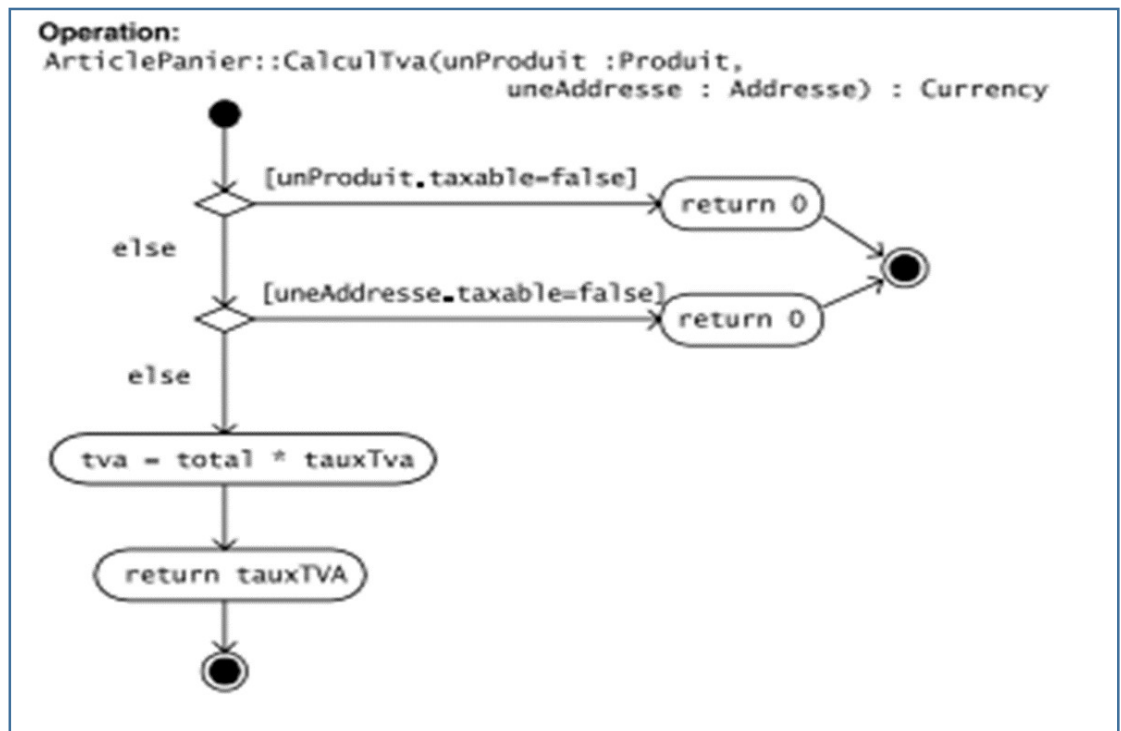 Operation:
ArticlePanier::CalculTva(unProduit :Produit,
uneAddresse : Addresse) : Currency
[unProduit.taxable=false]
return 0
else
[uneAddresse.taxable=false]
return 0
else
tva = total * tauxTva
return tauxTVA